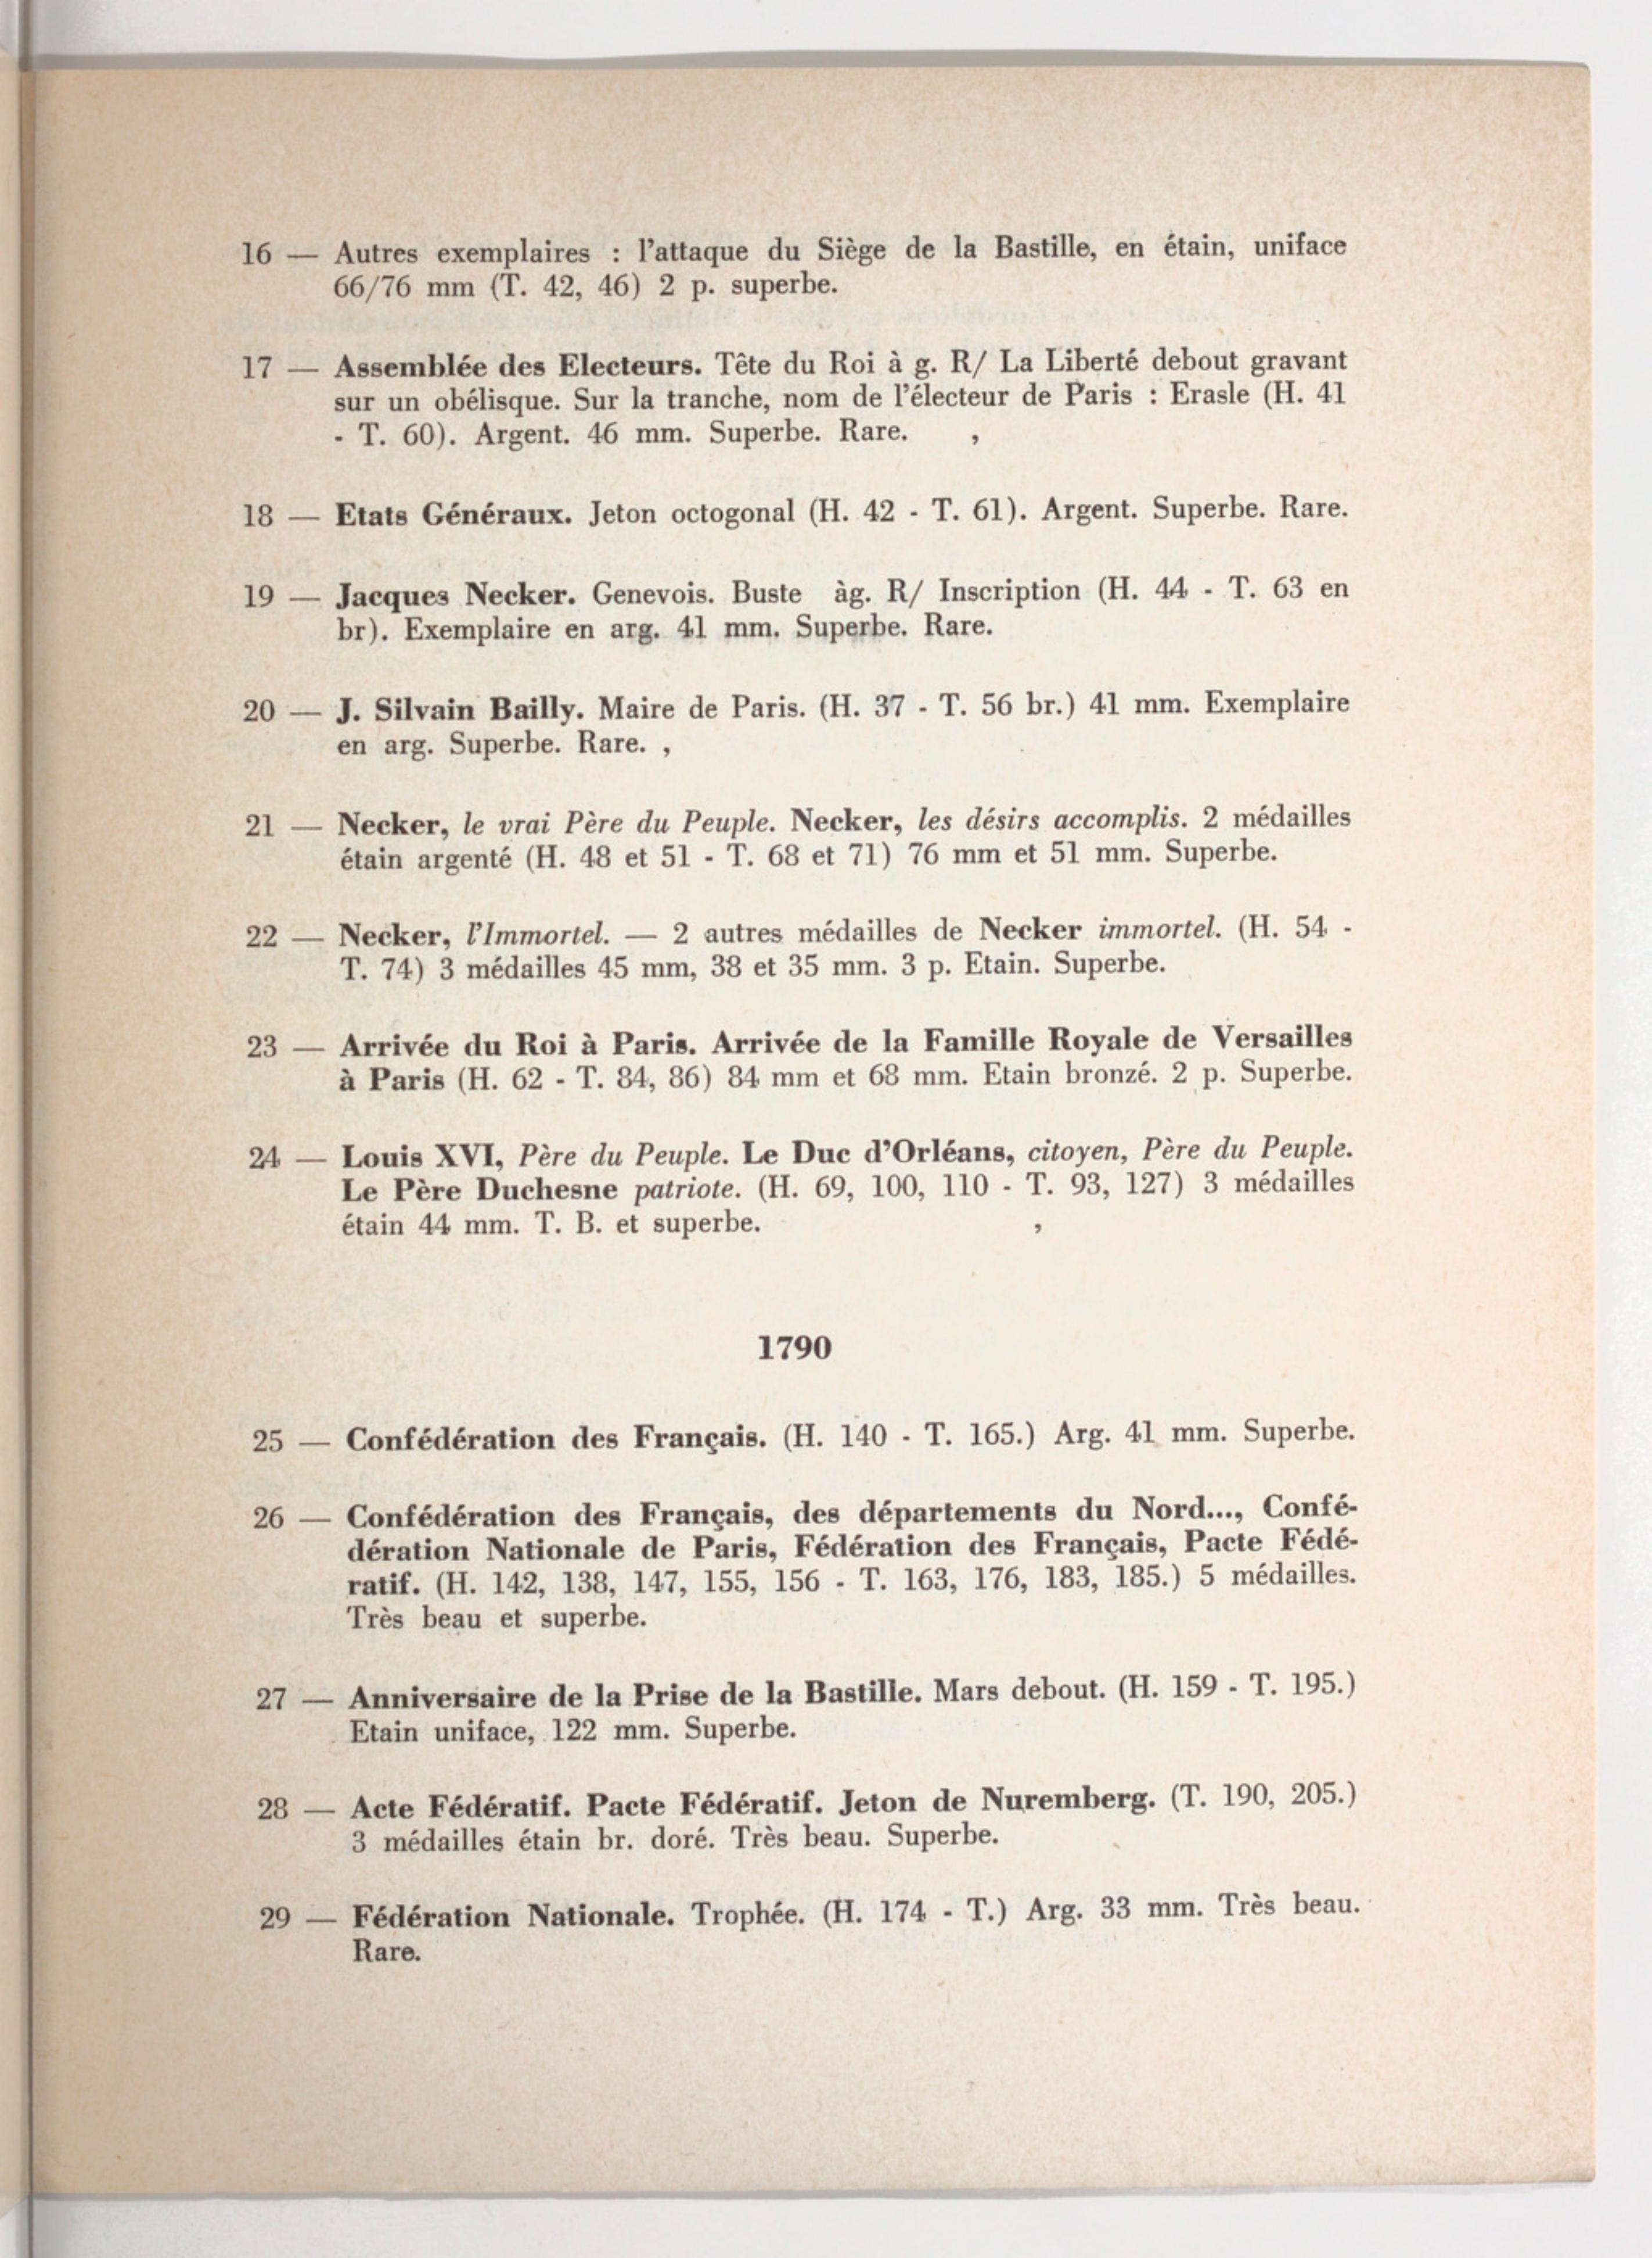 16 — Autres exemplaires : l'attaque du Siège de la Bastille, en étain, uniface
66/76 mm (T. 42, 46) 2 p. superbe.
17 — Assemblée des Electeurs. Tête du Roi à g. R/ La Liberté debout gravant
sur un obélisque. Sur la tranche, nom de l'électeur de Paris : Erasle (H. 41
- T. 60). Argent. 46 mm. Superbe. Rare. ,
18 — Etats Généraux. Jeton octogonal (H. 42 - T. 61). Argent. Superbe. Rare.
19 — Jacques Necker. Genevois. Buste àg. R/ Inscription (H. 44 - T. 63 en
br). Exemplaire en arg. 41 mm. Superbe. Rare.
20 — J. Silvain Bailly. Maire de Paris. (H. 37 - T. 56 br.) 41 mm. Exemplaire
en arg. Superbe. Rare. ,
21 — Necker, le vrai Père du Peuple. Necker, les désirs accomplis. 2 médailles
étain argenté (H. 48 et 51 - T. 68 et 71) 76 mm et 51 mm. Superbe.
22 — Necker, l'Immortel. — 2 autres médailles de Necker immortel. (H. 54 -
T. 74) 3 médailles 45 mm, 38 et 35 mm. 3 p. Etain. Superbe.
23 — Arrivée du Roi à Paris. Arrivée de la Famille Royale de Versailles
à Paris (H. 62 - T. 84, 86) 84 mm et 68 mm. Etain bronzé. 2 p. Superbe.
24 — Louis XVI, Père du Peuple. Le Duc d'Orléans, citoyen, Père du Peuple.
Le Père Duchesne patriote. (H. 69, 100, 110 - T. 93, 127) 3 médailles
étain 44 mm. T. B. et superbe. ,
1790
25 — Confédération des Français. (H. 140 - T. 165.) Arg. 41 mm. Superbe.
26 — Confédération des Français, des départements du Nord..., Confé-
dération Nationale de Paris, Fédération des Français, Pacte Fédé-
ratif. (H. 142, 138, 147, 155, 156 - T. 163, 176, 183, 185.) 5 médailles.
Très beau et superbe.
27 — Anniversaire de la Prise de la Bastille. Mars debout. (H. 159 - T. 195.)
Etain uniface, 122 mm. Superbe.
28 — Acte Fédératif. Pacte Fédératif. Jeton de Nuremberg. (T. 190, 205.)
3 médailles étain br. doré. Très beau. Superbe.
29 — Fédération Nationale. Trophée. (H. 174 - T.) Arg. 33 mm. Très beau.
Rare.